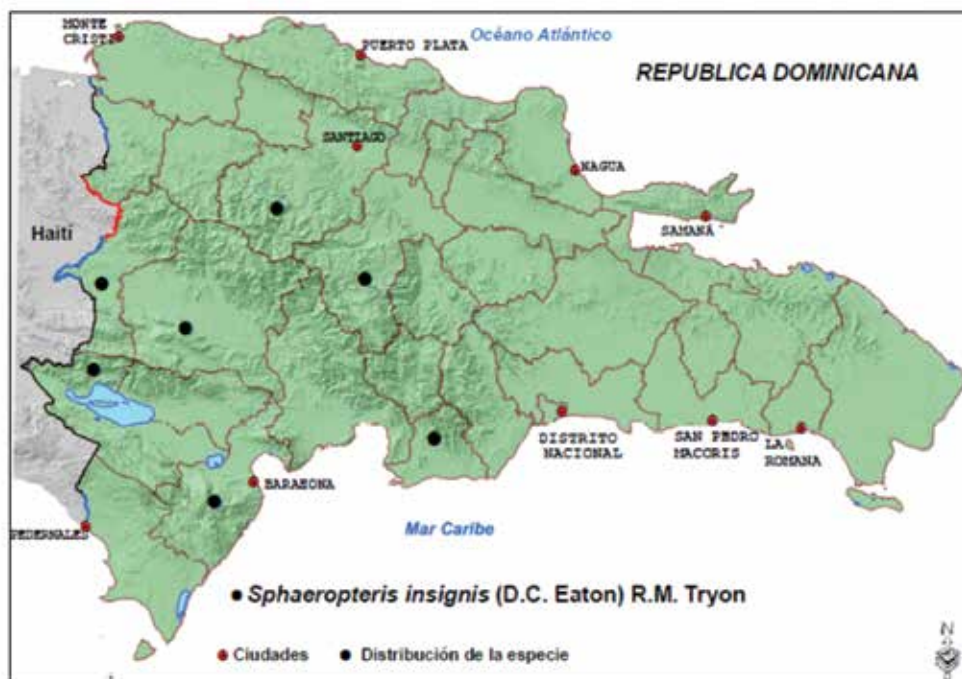 MONTE
CRISTI
PUERTO PLATA
Océano Atlántico
REPUBLICA DOMINICANA
SANTIAGO
NAGUA
SAMANÁ
Haití
DISTRITO
NACIONAL
SAN PEDRO
MACORIS
LA
ROMANA
BARAHONA
PEDERNALES
Mar Caribe
• Sphaeropteris insignis (D.C. Eaton) R.M. Tryon
Ciudades
Distribución de la especie
N